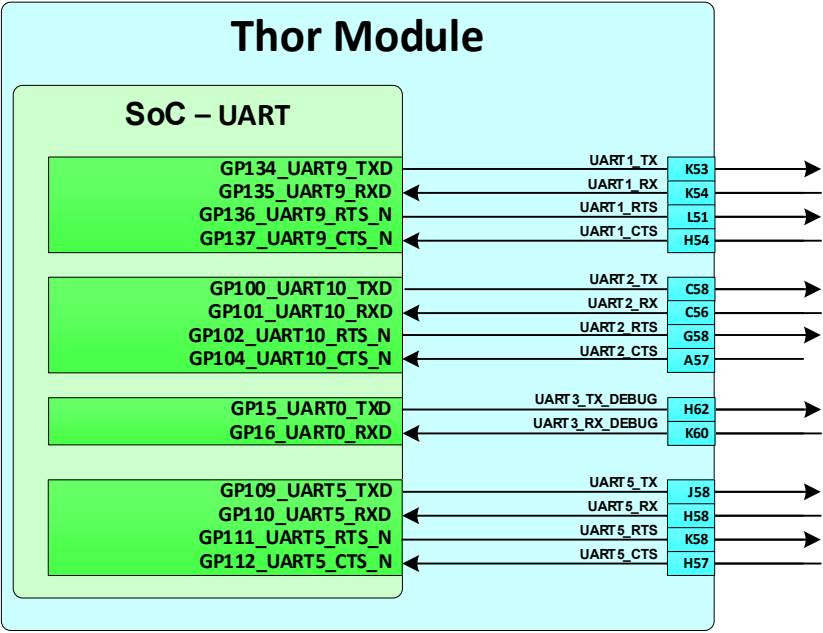 Thor Module
SoC – UART
GP134_UART9_TXD UART1_TX K53
GP135_UART9_RXD UART1_RX K54
GP136_UART9_RTS_N UART1_RTS L51
GP137_UART9_CTS_N UART1_CTS H54
GP100_UART10_TXD UART2_TX C58
GP101_UART10_RXD UART2_RX C56
GP102_UART10_RTS_N UART2_RTS G58
GP104_UART10_CTS_N UART2_CTS A57
GP15_UART0_TXD UART3_TX_DEBUG H62
GP16_UART0_RXD UART3_RX_DEBUG K60
GP109_UART5_TXD UART5_TX J58
GP110_UART5_RXD UART5_RX H58
GP111_UART5_RTS_N UART5_RTS K58
GP112_UART5_CTS_N UART5_CTS H57